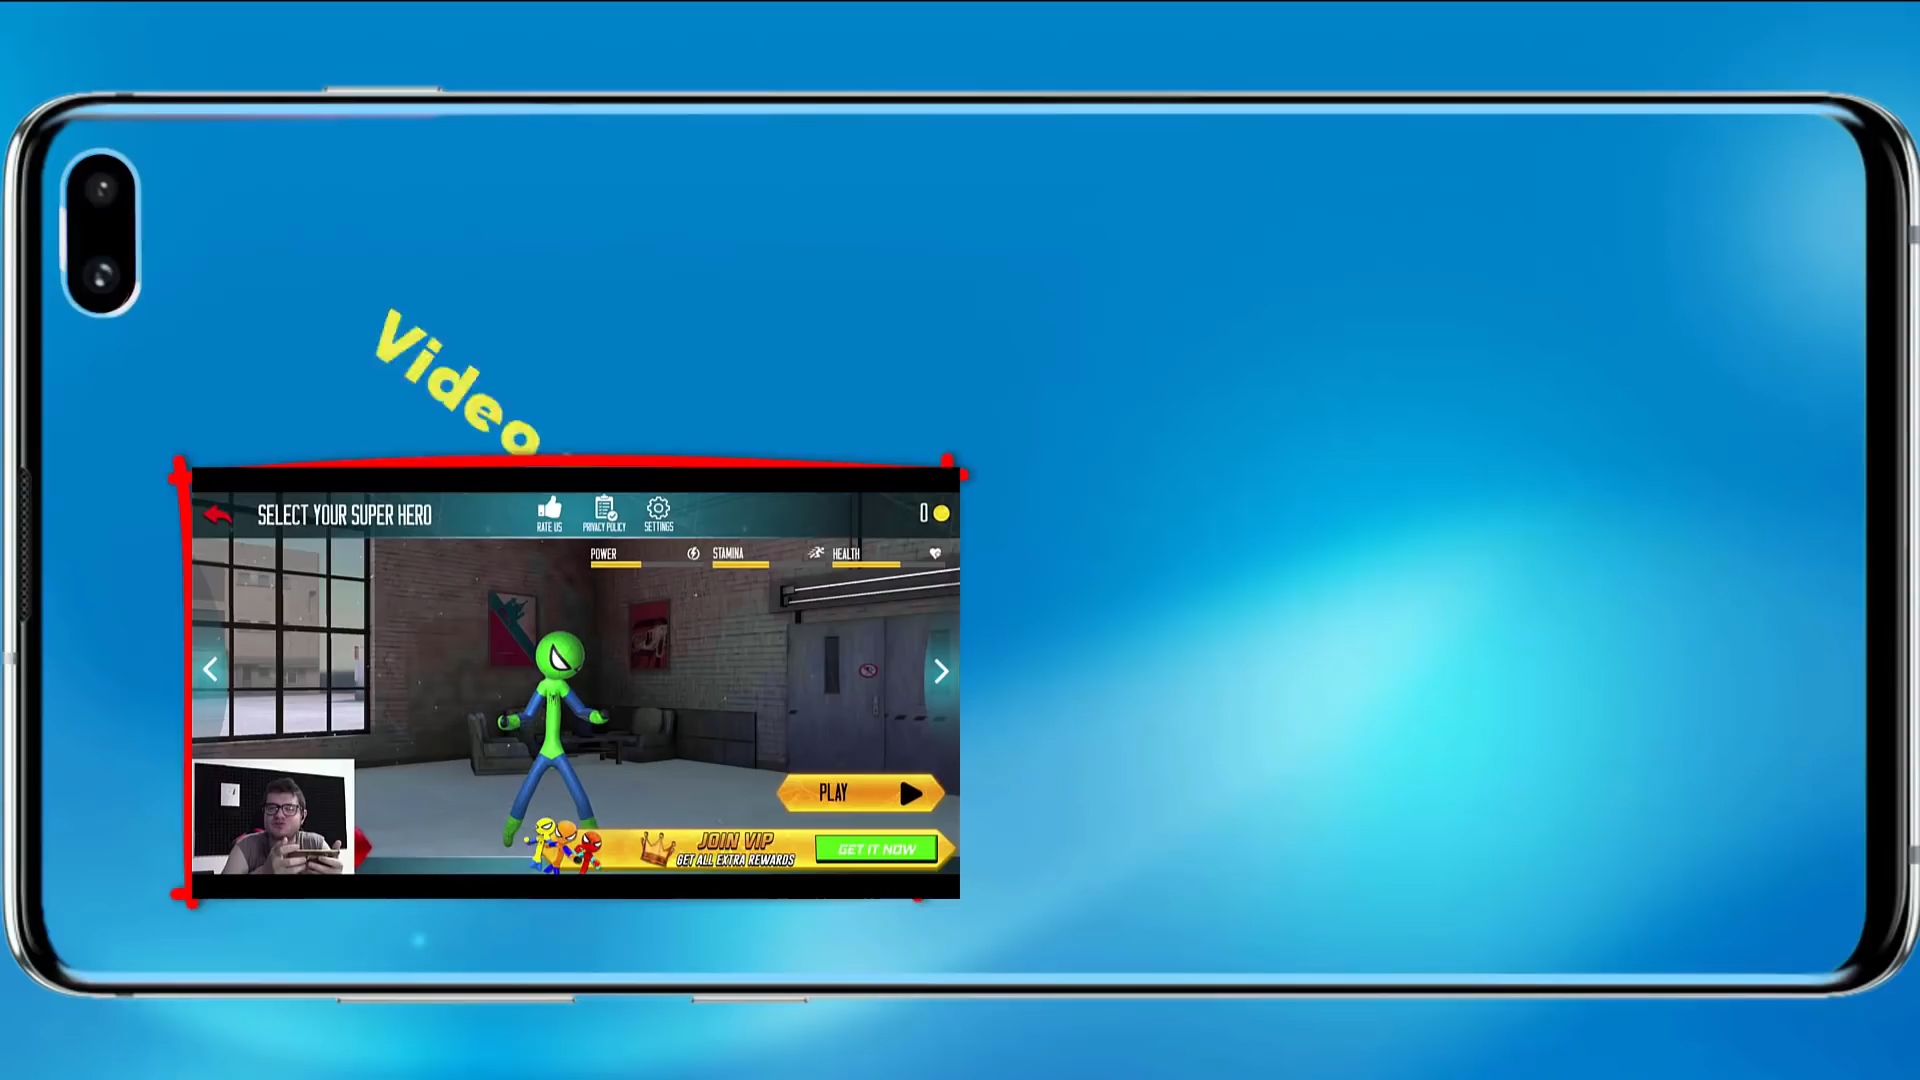 Video
SELECT YOUR SUPER HERO
RATE US
PRIVACY POLICY
SETTINGS
0
POWER
STAMINA
HEALTH
PLAY
JOIN VIP
GET ALL EXTRA REWARDS
GET IT NOW